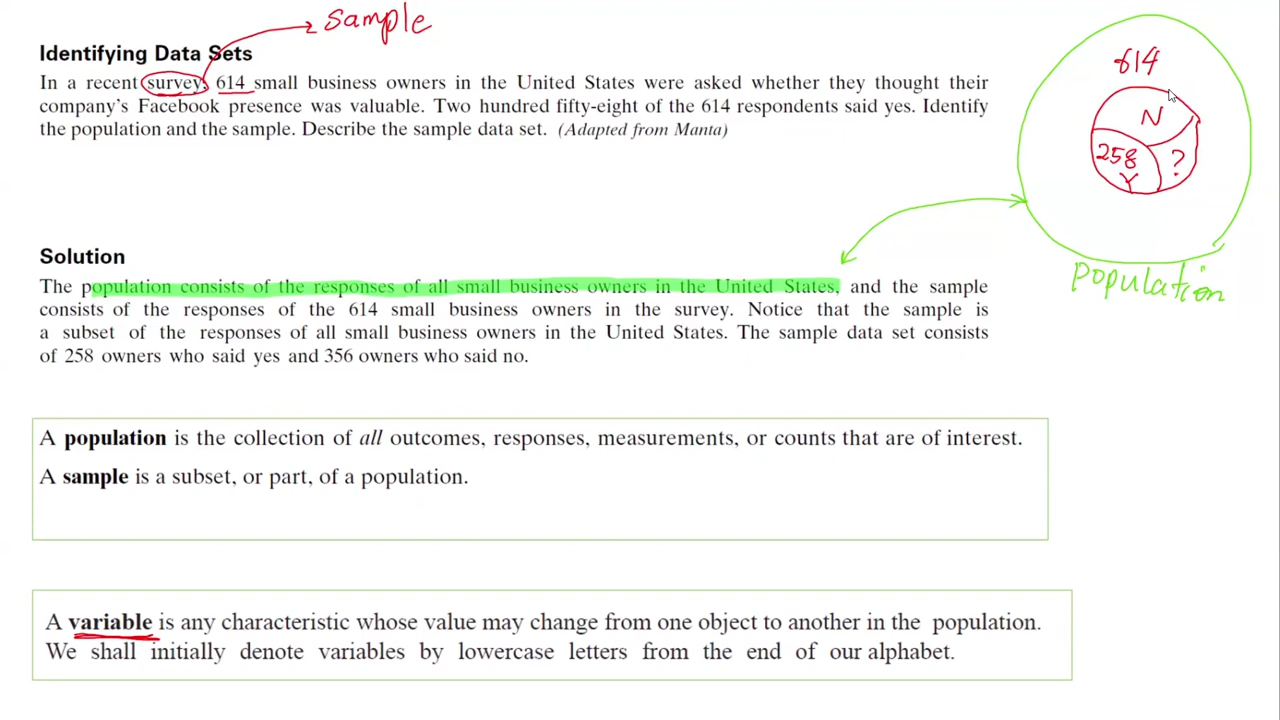 sample
Identifying Data Sets
In a recent survey, 614 small business owners in the United States were asked whether they thought their
company's Facebook presence was valuable. Two hundred fifty-eight of the 614 respondents said yes. Identify
the population and the sample. Describe the sample data set. (Adapted from Manta)
614
N
258
?
Y
Solution
The population consists of the responses of all small business owners in the United States, and the sample
consists of the responses of the 614 small business owners in the survey. Notice that the sample is
a subset of the responses of all small business owners in the United States. The sample data set consists
of 258 owners who said yes and 356 owners who said no.
population
A population is the collection of all outcomes, responses, measurements, or counts that are of interest.
A sample is a subset, or part, of a population.
A variable is any characteristic whose value may change from one object to another in the population.
We shall initially denote variables by lowercase letters from the end of our alphabet.